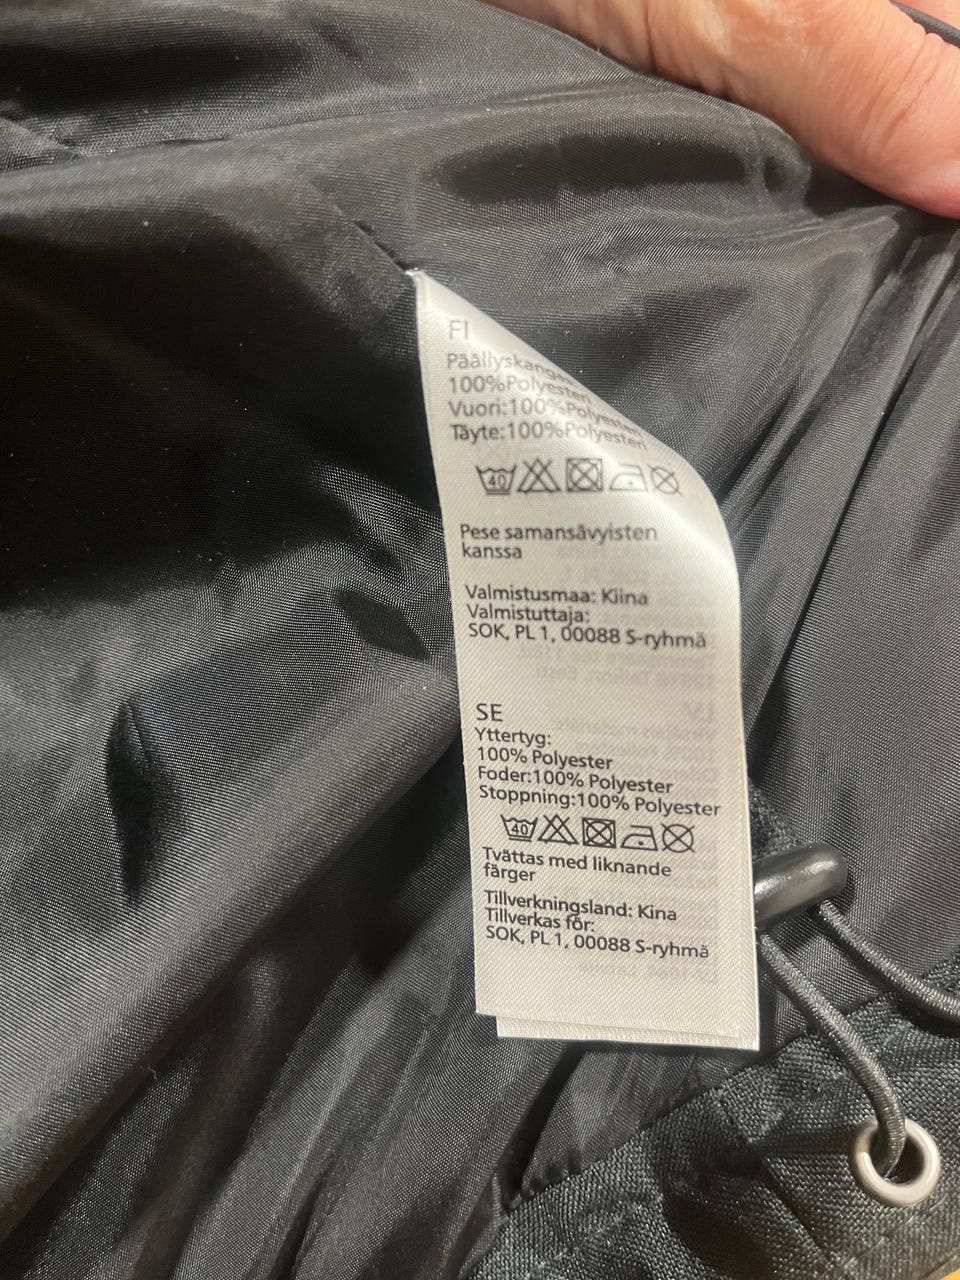 FI
Päällyskangas:
100%Polyesteri
Vuori:100%Polyesteri
Täyte:100%Polyesteri
40
Pese samansävyisten
kanssa
Valmistusmaa: Kiina
Valmistuttaja:
SOK, PL 1, 00088 S-ryhmä
SE
Yttertyg:
100% Polyester
Foder:100% Polyester
Stoppning:100% Polyester
40
Tvättas med liknande
färger
Tillverkningsland: Kina
Tillverkas för:
SOK, PL 1, 00088 S-ryhmä